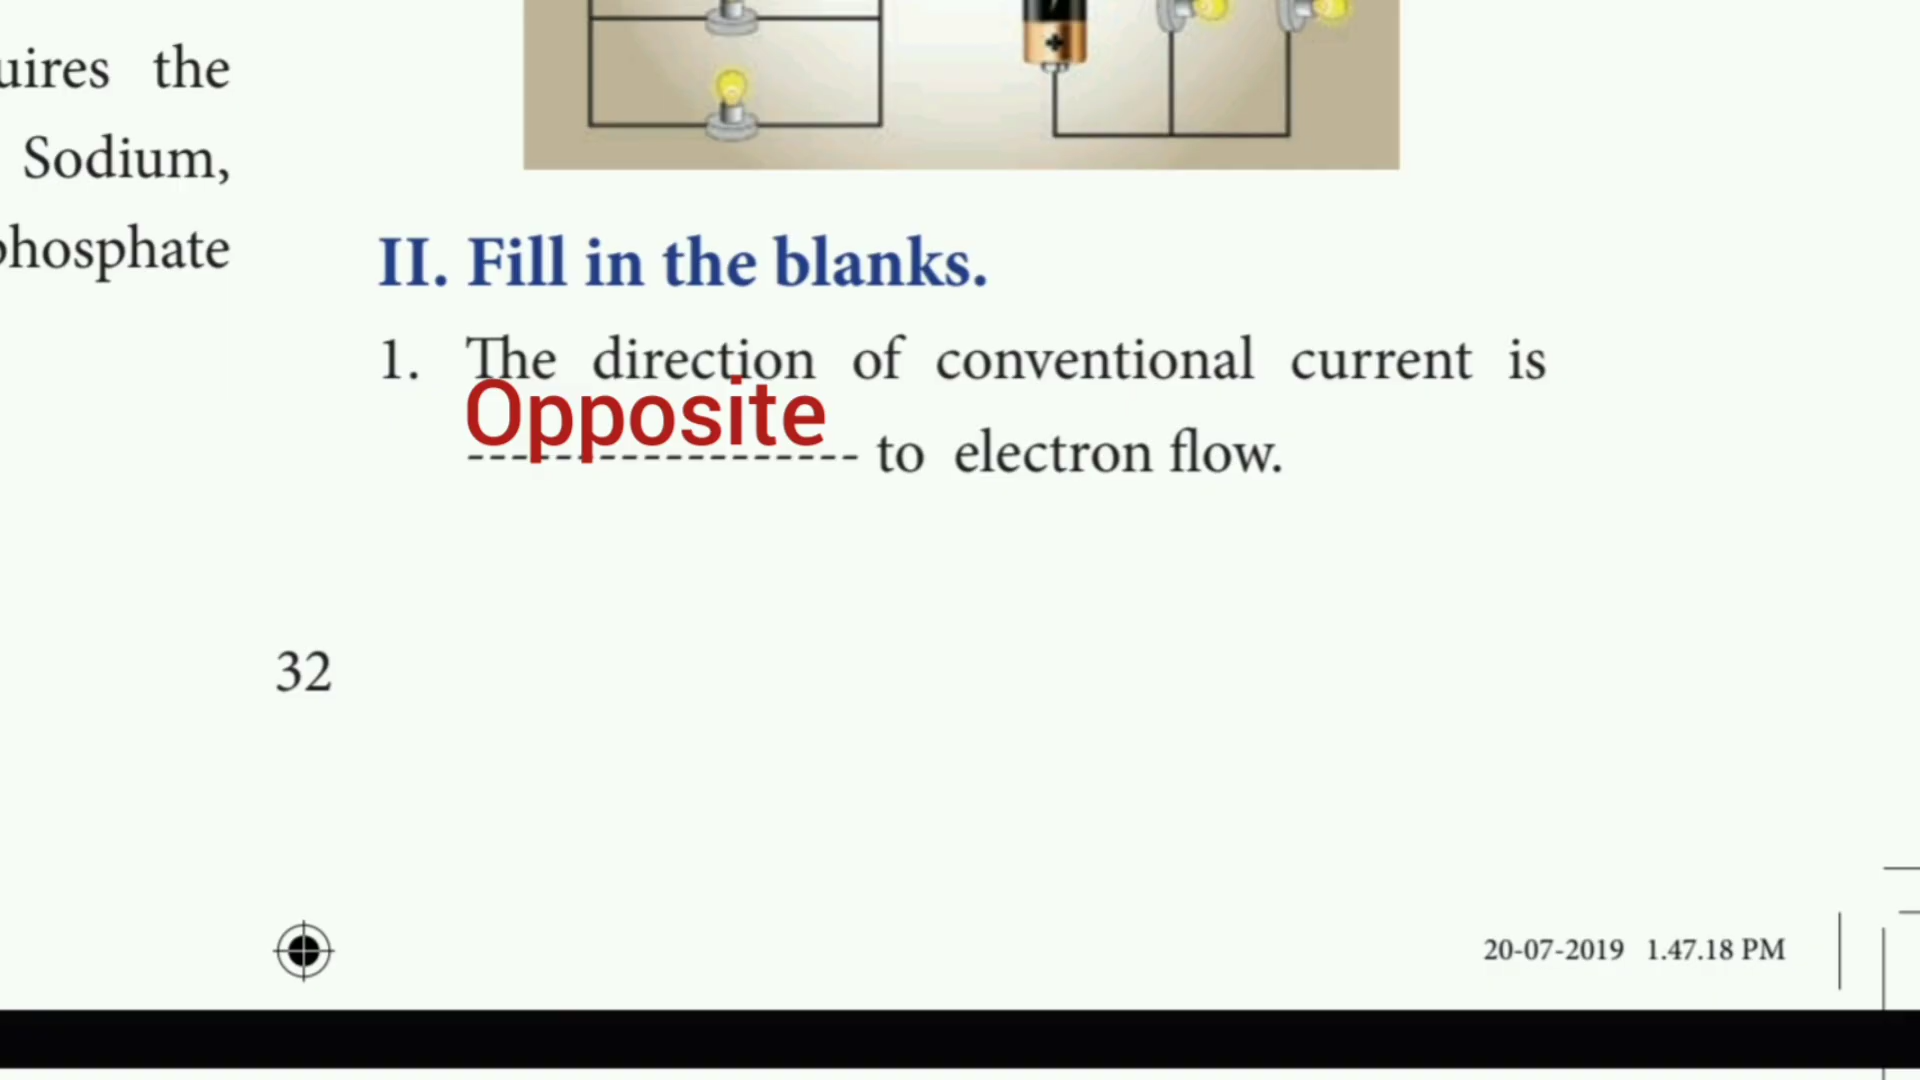 uires the
Sodium,
phosphate
II. Fill in the blanks.
1. The direction of conventional current is
Opposite
------------------ to electron flow.
32
20-07-2019 1.47.18 PM